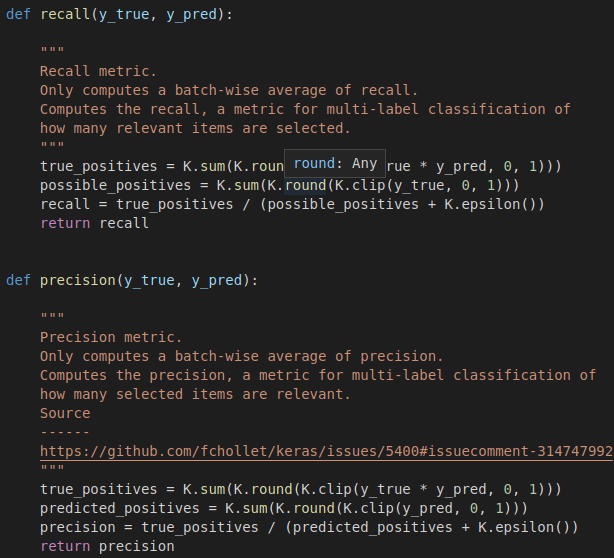 def recall(y_true, y_pred):
"""
Recall metric.
Only computes a batch-wise average of recall.
Computes the recall, a metric for multi-label classification of
how many relevant items are selected.
"""
true_positives = K.sum(K.roun rue * y_pred, 0, 1)))
round: Any
possible_positives = K.sum(K.round(K.clip(y_true, 0, 1)))
recall = true_positives / (possible_positives + K.epsilon())
return recall
def precision(y_true, y_pred):
"""
Precision metric.
Only computes a batch-wise average of precision.
Computes the precision, a metric for multi-label classification of
how many selected items are relevant.
Source
------
https://github.com/fchollet/keras/issues/5400#issuecomment-314747992
"""
true_positives = K.sum(K.round(K.clip(y_true * y_pred, 0, 1)))
predicted_positives = K.sum(K.round(K.clip(y_pred, 0, 1)))
precision = true_positives / (predicted_positives + K.epsilon())
return precision